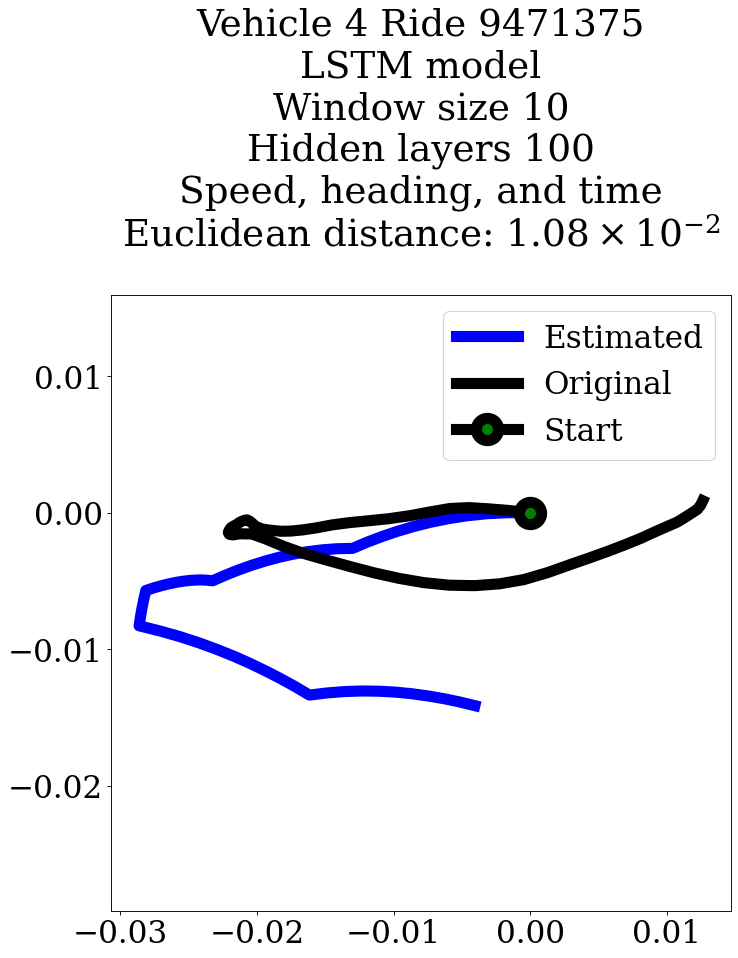 Vehicle 4 Ride 9471375
LSTM model
Window size 10
Hidden layers 100
Speed, heading, and time
Euclidean distance: 1.08 × 10⁻²
Estimated
Original
Start
0.01
0.00
−0.01
−0.02
−0.03 −0.02 −0.01 0.00 0.01